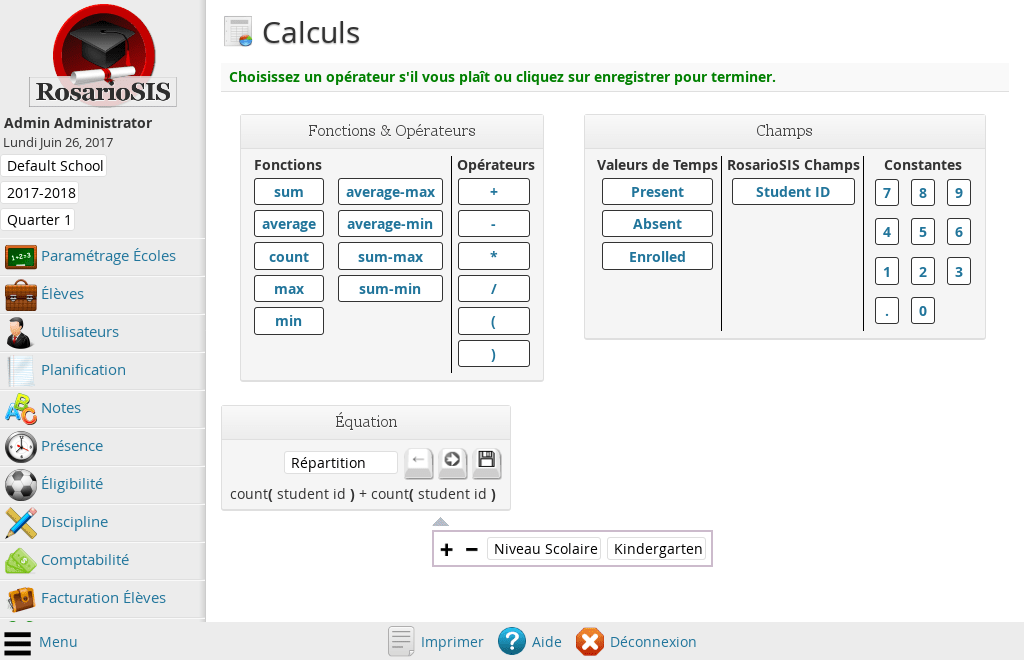 RosarioSIS
Admin Administrator
Lundi Juin 26, 2017
Default School
2017-2018
Quarter 1
1+2=3
Paramétrage Écoles
Élèves
Utilisateurs
Planification
ABC
Notes
Présence
Éligibilité
Discipline
Comptabilité
Facturation Élèves
Menu
Calculs
Choisissez un opérateur s'il vous plaît ou cliquez sur enregistrer pour terminer.
Fonctions & Opérateurs
Fonctions
Opérateurs
sum average-max +
average average-min -
count sum-max *
max sum-min /
min (
)
Champs
Valeurs de Temps RosarioSIS Champs Constantes
Present Student ID 7 8 9
Absent 4 5 6
Enrolled 1 2 3
. 0
Équation
Répartition
count( student id ) + count( student id )
+ − Niveau Scolaire Kindergarten
Imprimer ? Aide Déconnexion